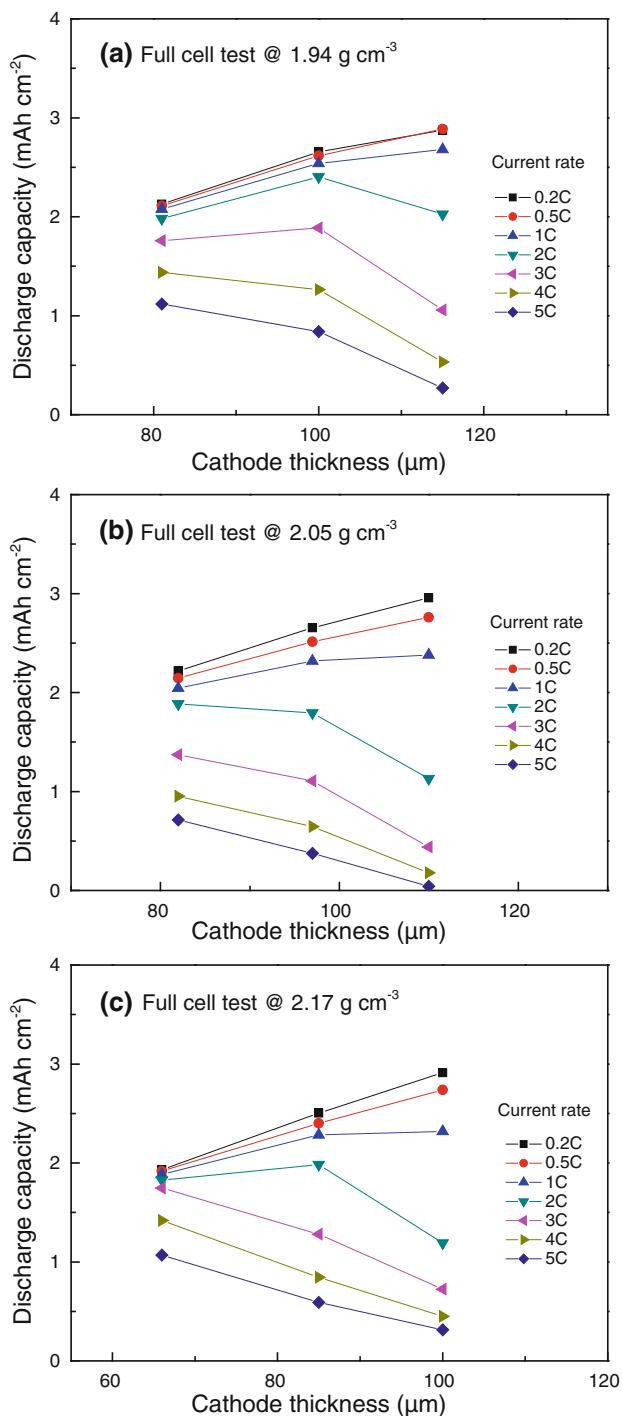 (a) Full cell test @ 1.94 g cm-3
Discharge capacity (mAh cm-2)
4
3
2
1
0
Current rate
0.2C
0.5C
1C
2C
3C
4C
5C
80
100
120
Cathode thickness (μm)
(b) Full cell test @ 2.05 g cm-3
Discharge capacity (mAh cm-2)
4
3
2
1
0
Current rate
0.2C
0.5C
1C
2C
3C
4C
5C
80
100
120
Cathode thickness (μm)
(c) Full cell test @ 2.17 g cm-3
Discharge capacity (mAh cm-2)
4
3
2
1
0
Current rate
0.2C
0.5C
1C
2C
3C
4C
5C
60
80
100
120
Cathode thickness (μm)